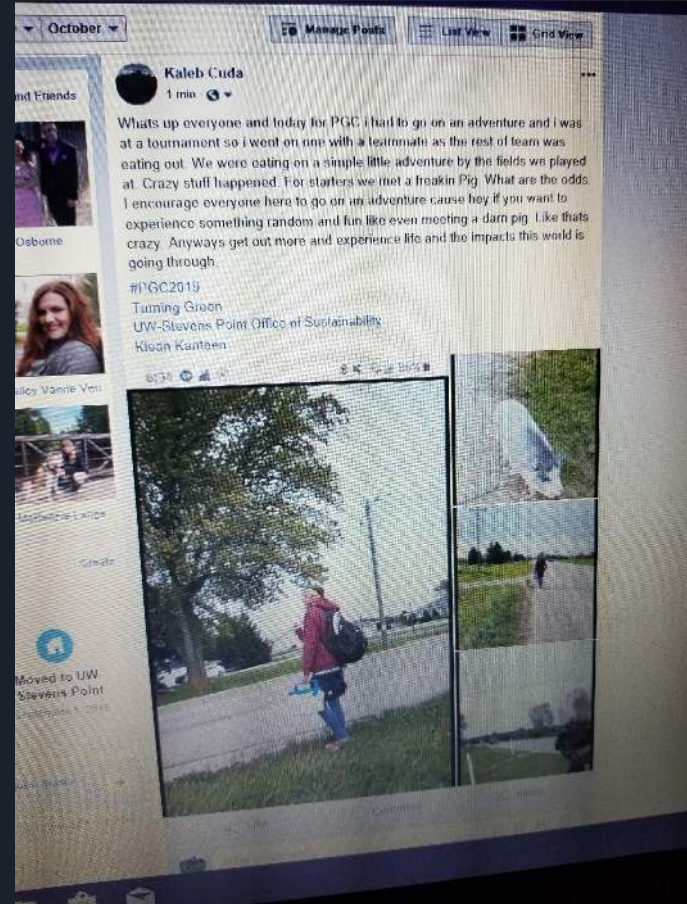 October
Manage Posts
List View
Grid View
Kaleb Cuda
1 min
nd Friends
Whats up everyone and today for PGC i had to go on an adventure and i was
at a tournament so i went on one with a teammate as the rest of team was
eating out. We were eating on a simple little adventure by the fields we played
at. Crazy stuff happened. For starters we met a freakin Pig. What are the odds.
I encourage everyone here to go on an adventure cause hey if you want to
experience something random and fun like even meeting a darn pig. Like thats
crazy. Anyways get out more and experience life and the impacts this world is
going through.
#PGC2019
Turning Green
UW-Stevens Point Office of Sustainability
Klean Kanteen
Osborne
Create
Moved to UW
Stevens Point